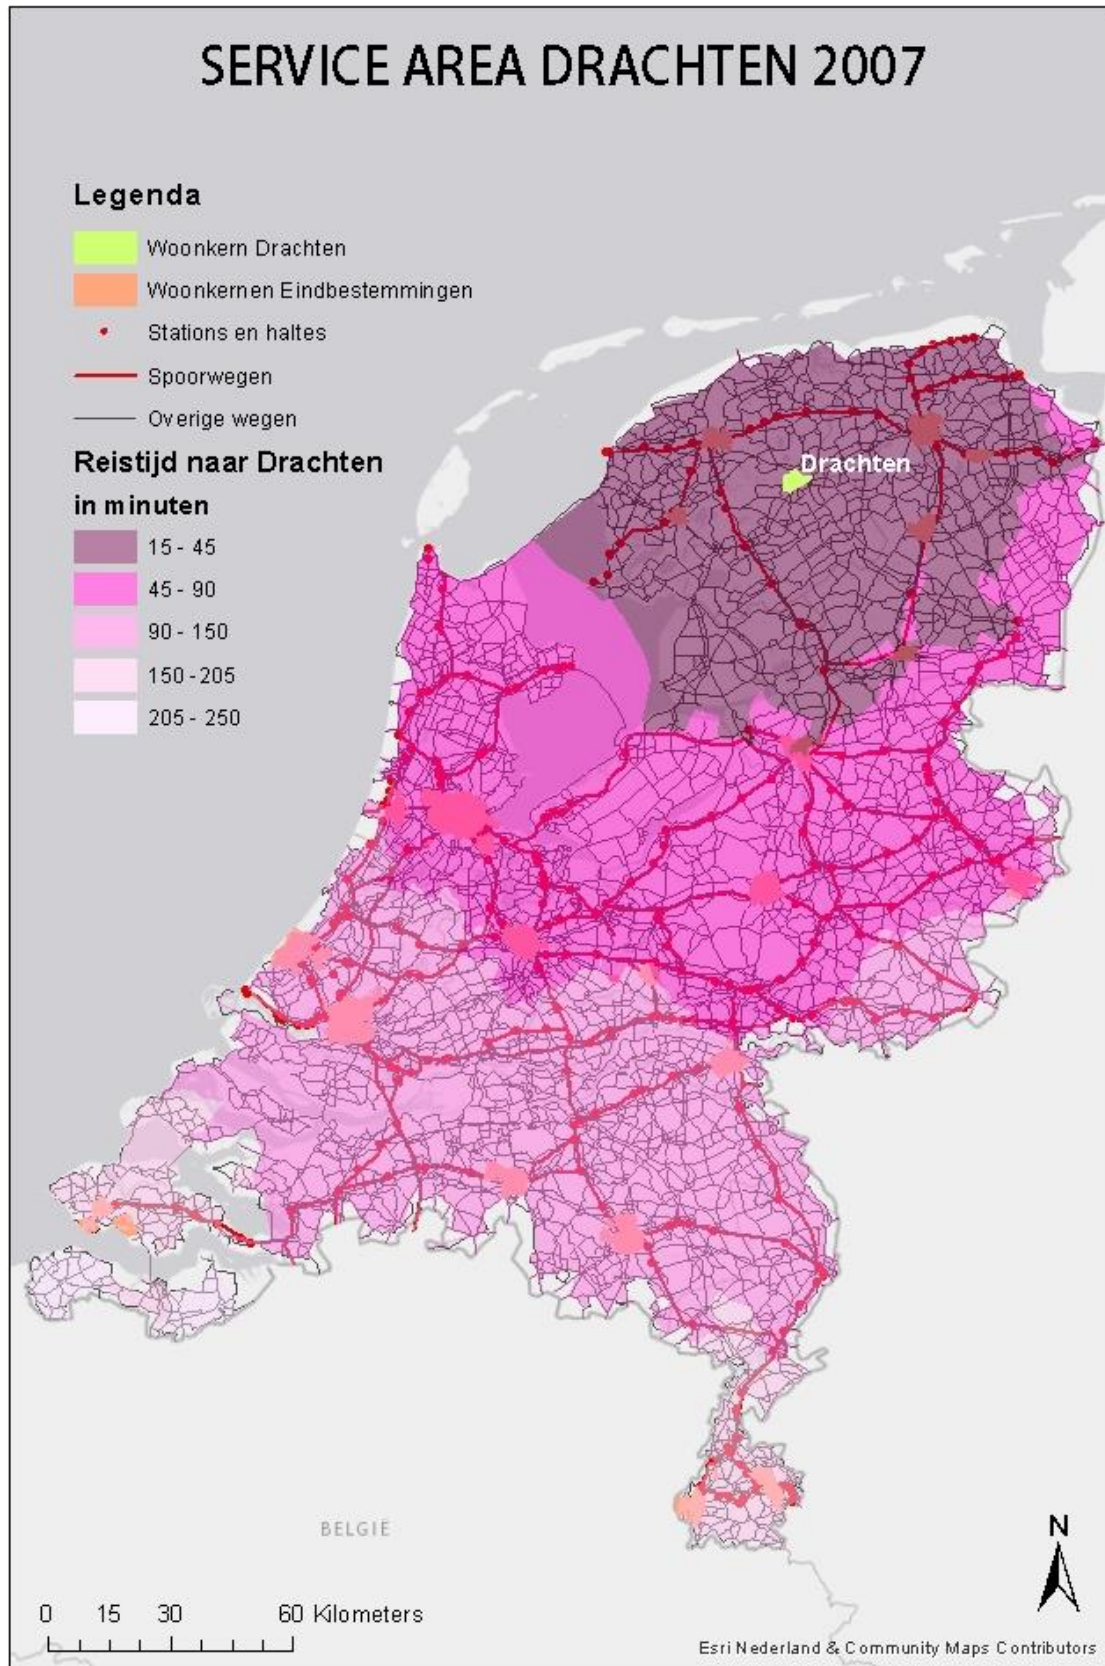 SERVICE AREA DRACHTEN 2007
Legenda
Woonkern Drachten
Woonkernen Eindbestemmingen
Stations en haltes
Spoorwegen
Overige wegen
Reistijd naar Drachten
in minuten
15 - 45
45 - 90
90 - 150
150 - 205
205 - 250
Drachten
BELGIË
N
0 15 30 60 Kilometers
Esri Nederland & Community Maps Contributors